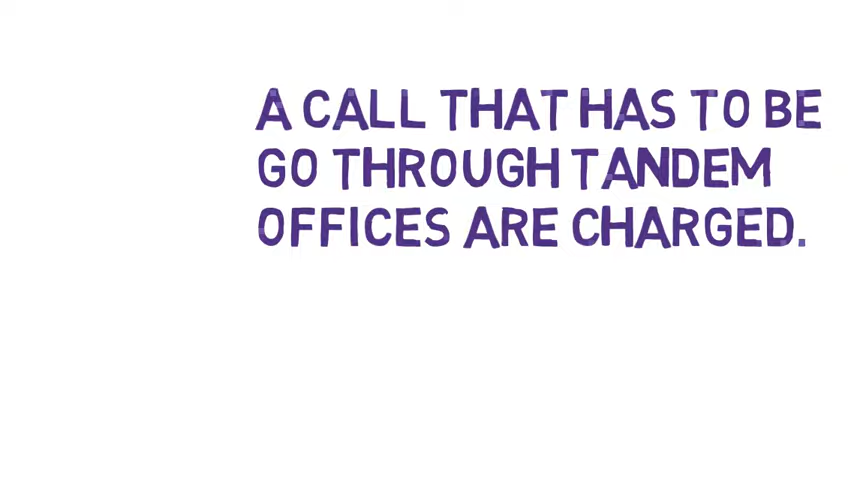 A CALL THAT HAS TO BE
GO THROUGH TANDEM
OFFICES ARE CHARGED.